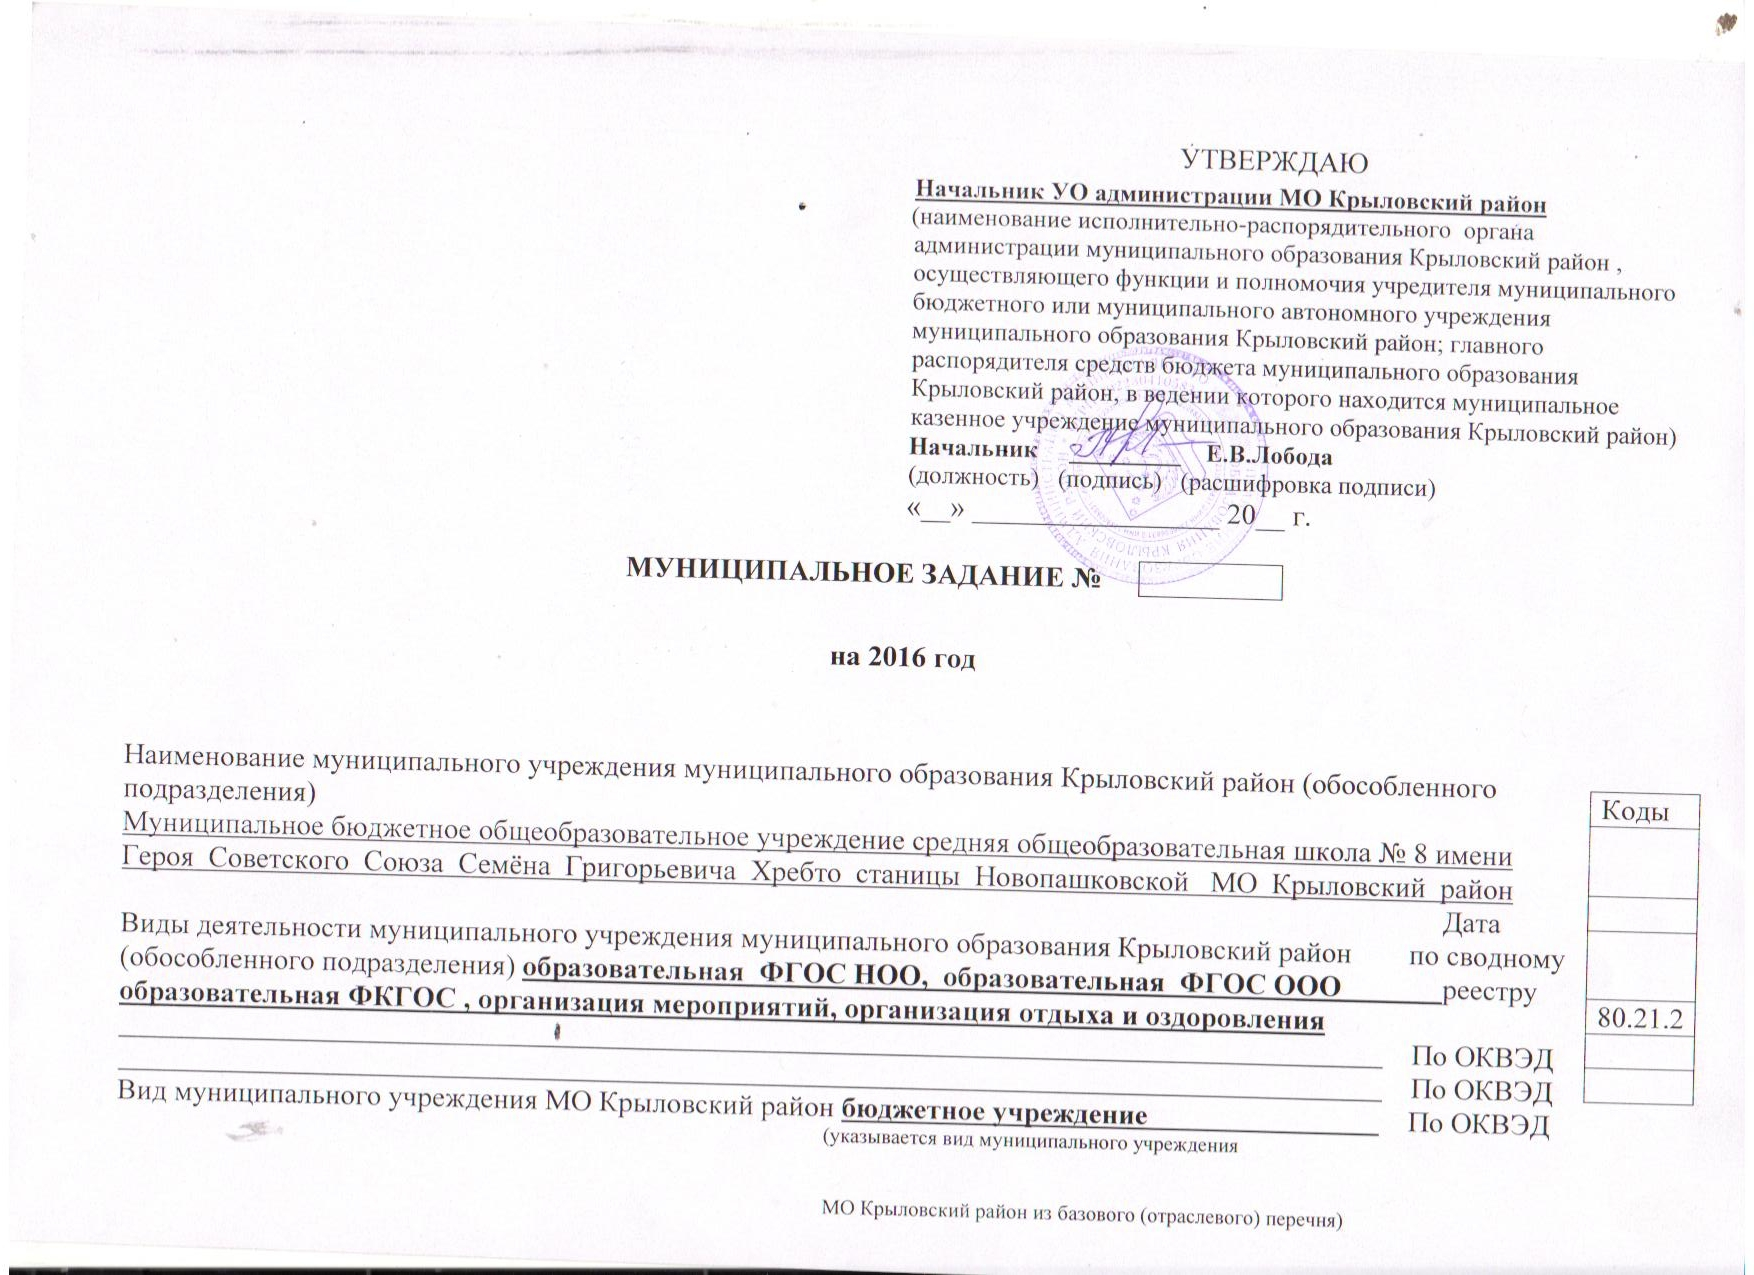 УТВЕРЖДАЮ
Начальник УО администрации МО Крыловский район
(наименование исполнительно-распорядительного органа
администрации муниципального образования Крыловский район ,
осуществляющего функции и полномочия учредителя муниципального
бюджетного или муниципального автономного учреждения
муниципального образования Крыловский район; главного
распорядителя средств бюджета муниципального образования
Крыловский район, в ведении которого находится муниципальное
казенное учреждение муниципального образования Крыловский район)
Начальник ________ Е.В.Лобода
(должность) (подпись) (расшифровка подписи)
«__» __________________ 20__ г.
МУНИЦИПАЛЬНОЕ ЗАДАНИЕ №
на 2016 год
Наименование муниципального учреждения муниципального образования Крыловский район (обособленного
подразделения)
Коды
Муниципальное бюджетное общеобразовательное учреждение средняя общеобразовательная школа № 8 имени
Героя Советского Союза Семёна Григорьевича Хребто станицы Новопашковской МО Крыловский район
Дата
Виды деятельности муниципального учреждения муниципального образования Крыловский район по сводному
(обособленного подразделения) образовательная ФГОС НОО, образовательная ФГОС ООО реестру
образовательная ФКГОС , организация мероприятий, организация отдыха и оздоровления
80.21.2
По ОКВЭД
По ОКВЭД
Вид муниципального учреждения МО Крыловский район бюджетное учреждение По ОКВЭД
(указывается вид муниципального учреждения
МО Крыловский район из базового (отраслевого) перечня)